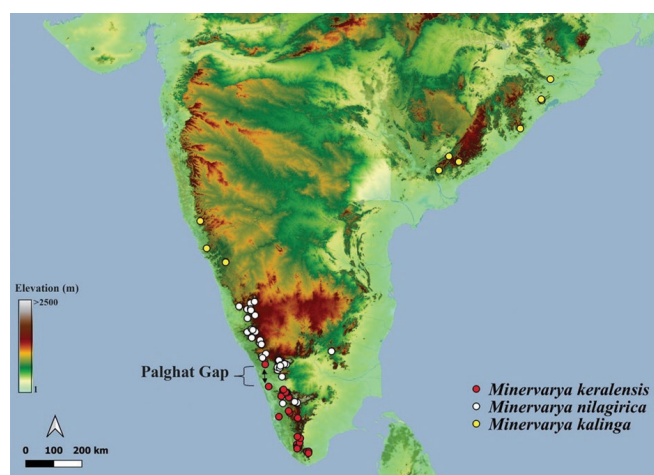 Elevation (m)
>2500
1
Palghat Gap
0 100 200 km
Minervarya keralensis
Minervarya nilagirica
Minervarya kalinga